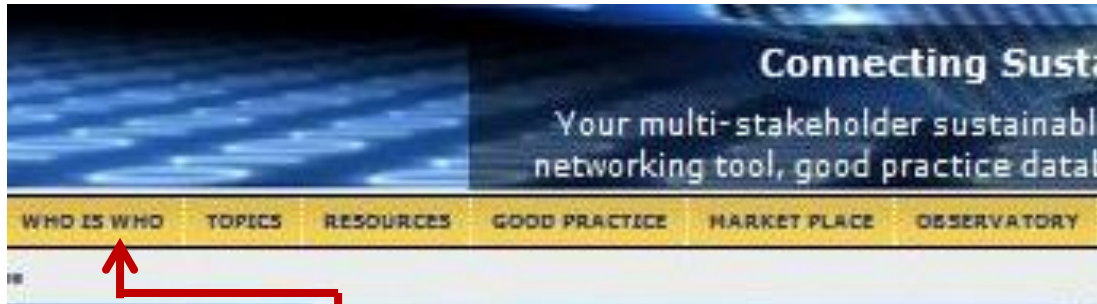 Connecting Susta
Your multi-stakeholder sustainabl
networking tool, good practice datab
WHO IS WHO TOPICS RESOURCES GOOD PRACTICE MARKET PLACE OBSERVATORY